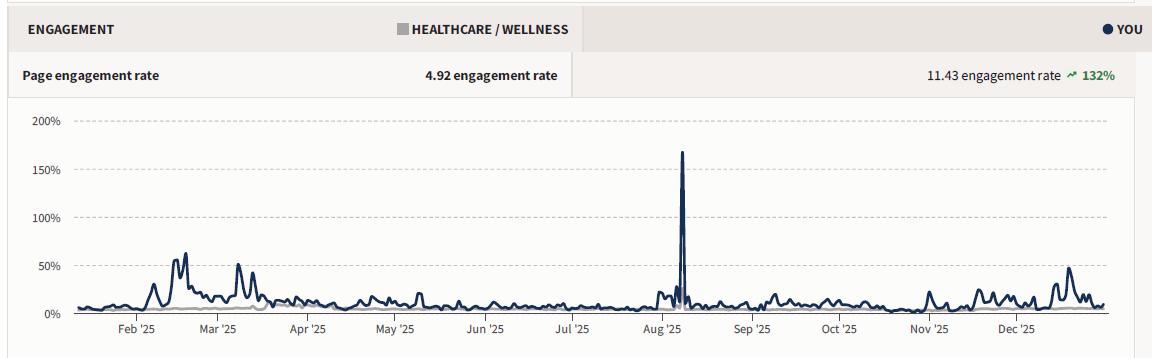 ENGAGEMENT HEALTHCARE / WELLNESS YOU
Page engagement rate 4.92 engagement rate 11.43 engagement rate 132%
200%
150%
100%
50%
0%
Feb '25 Mar '25 Apr '25 May '25 Jun '25 Jul '25 Aug '25 Sep '25 Oct '25 Nov '25 Dec '25